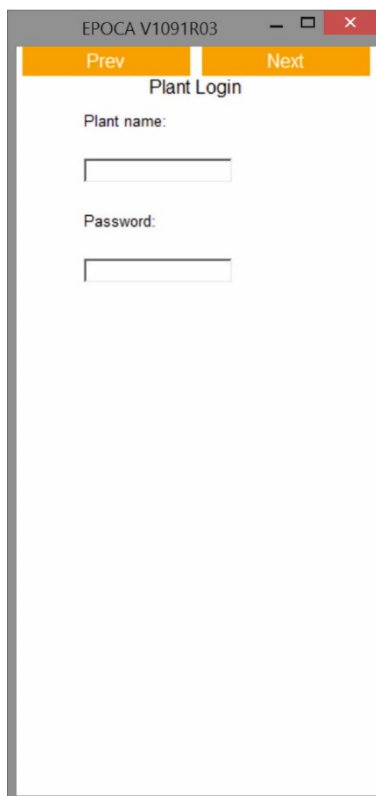 EPOCA V1091R03
Prev Next
Plant Login
Plant name:
Password: